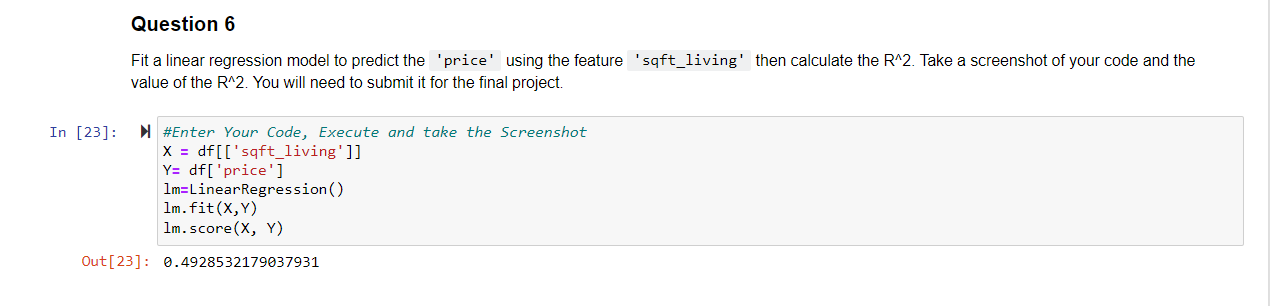 Question 6
Fit a linear regression model to predict the 'price' using the feature 'sqft_living' then calculate the R^2. Take a screenshot of your code and the
value of the R^2. You will need to submit it for the final project.
In [23]:
#Enter Your Code, Execute and take the Screenshot
X = df[['sqft_living']]
Y= df['price']
lm=LinearRegression()
lm.fit(X,Y)
lm.score(X, Y)
Out[23]: 0.4928532179037931